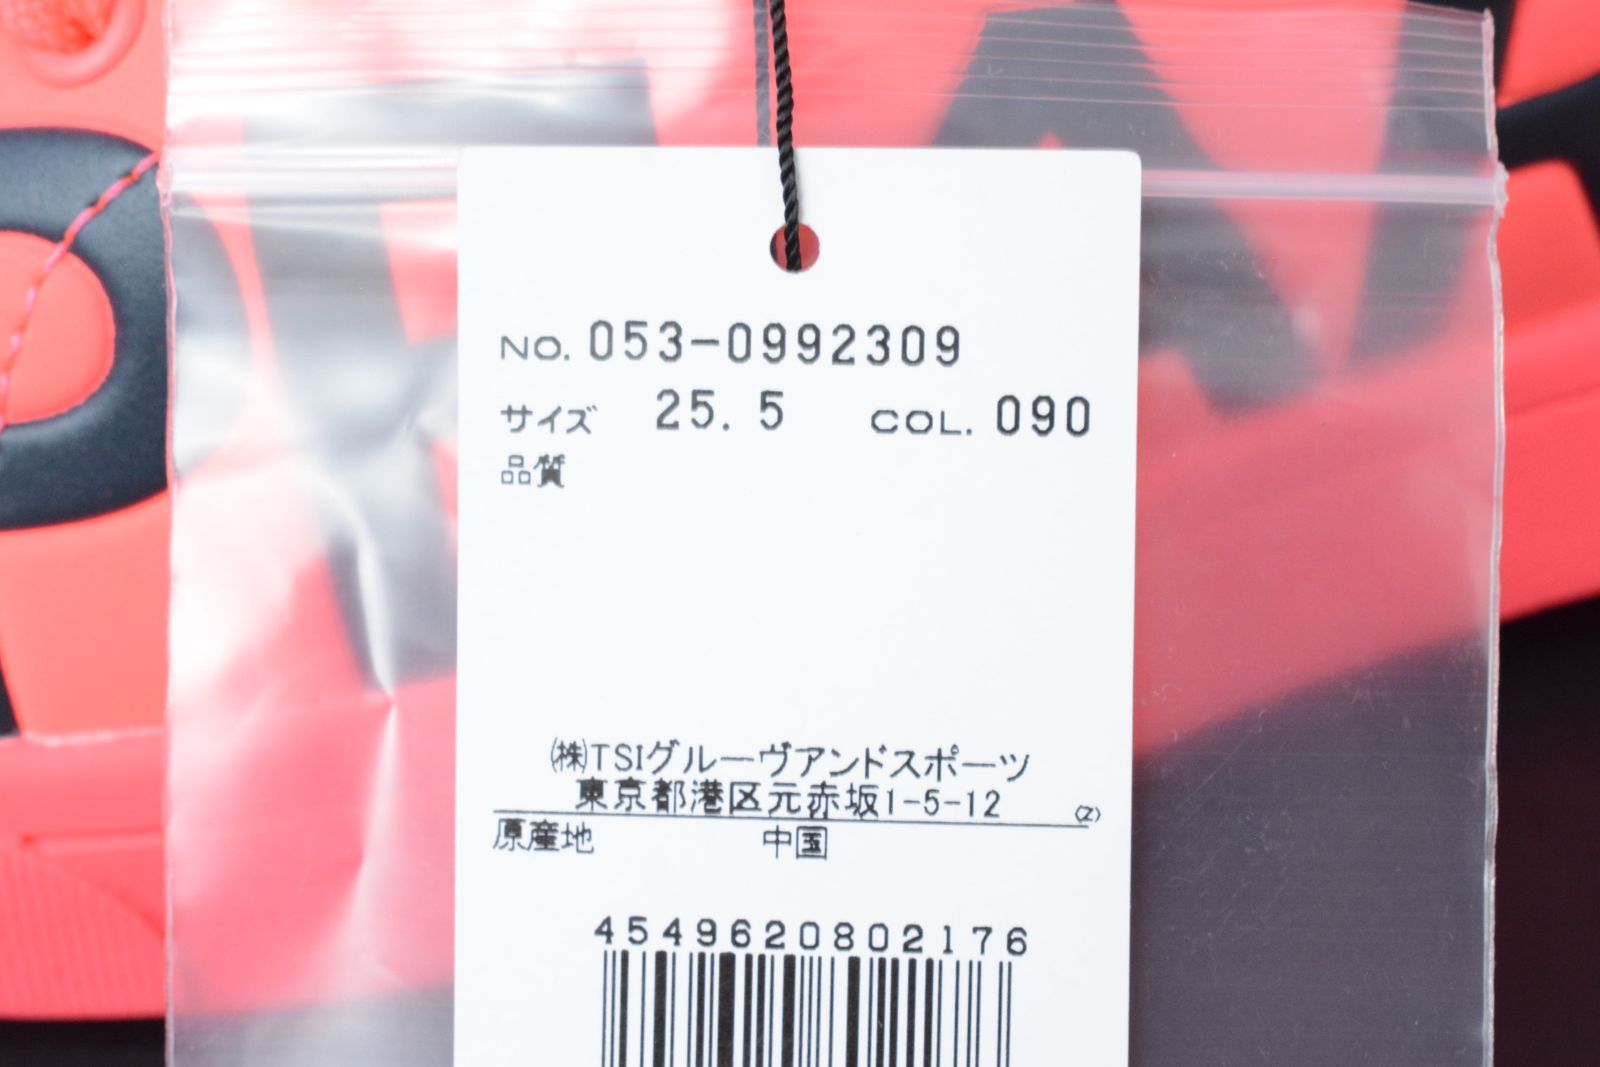 NO. 053-0992309
サイズ 25.5 COL. 090
品質
㈱TSIグルーヴアンドスポーツ
東京都港区元赤坂1-5-12 (Z)
原産地 中国
4549620802176